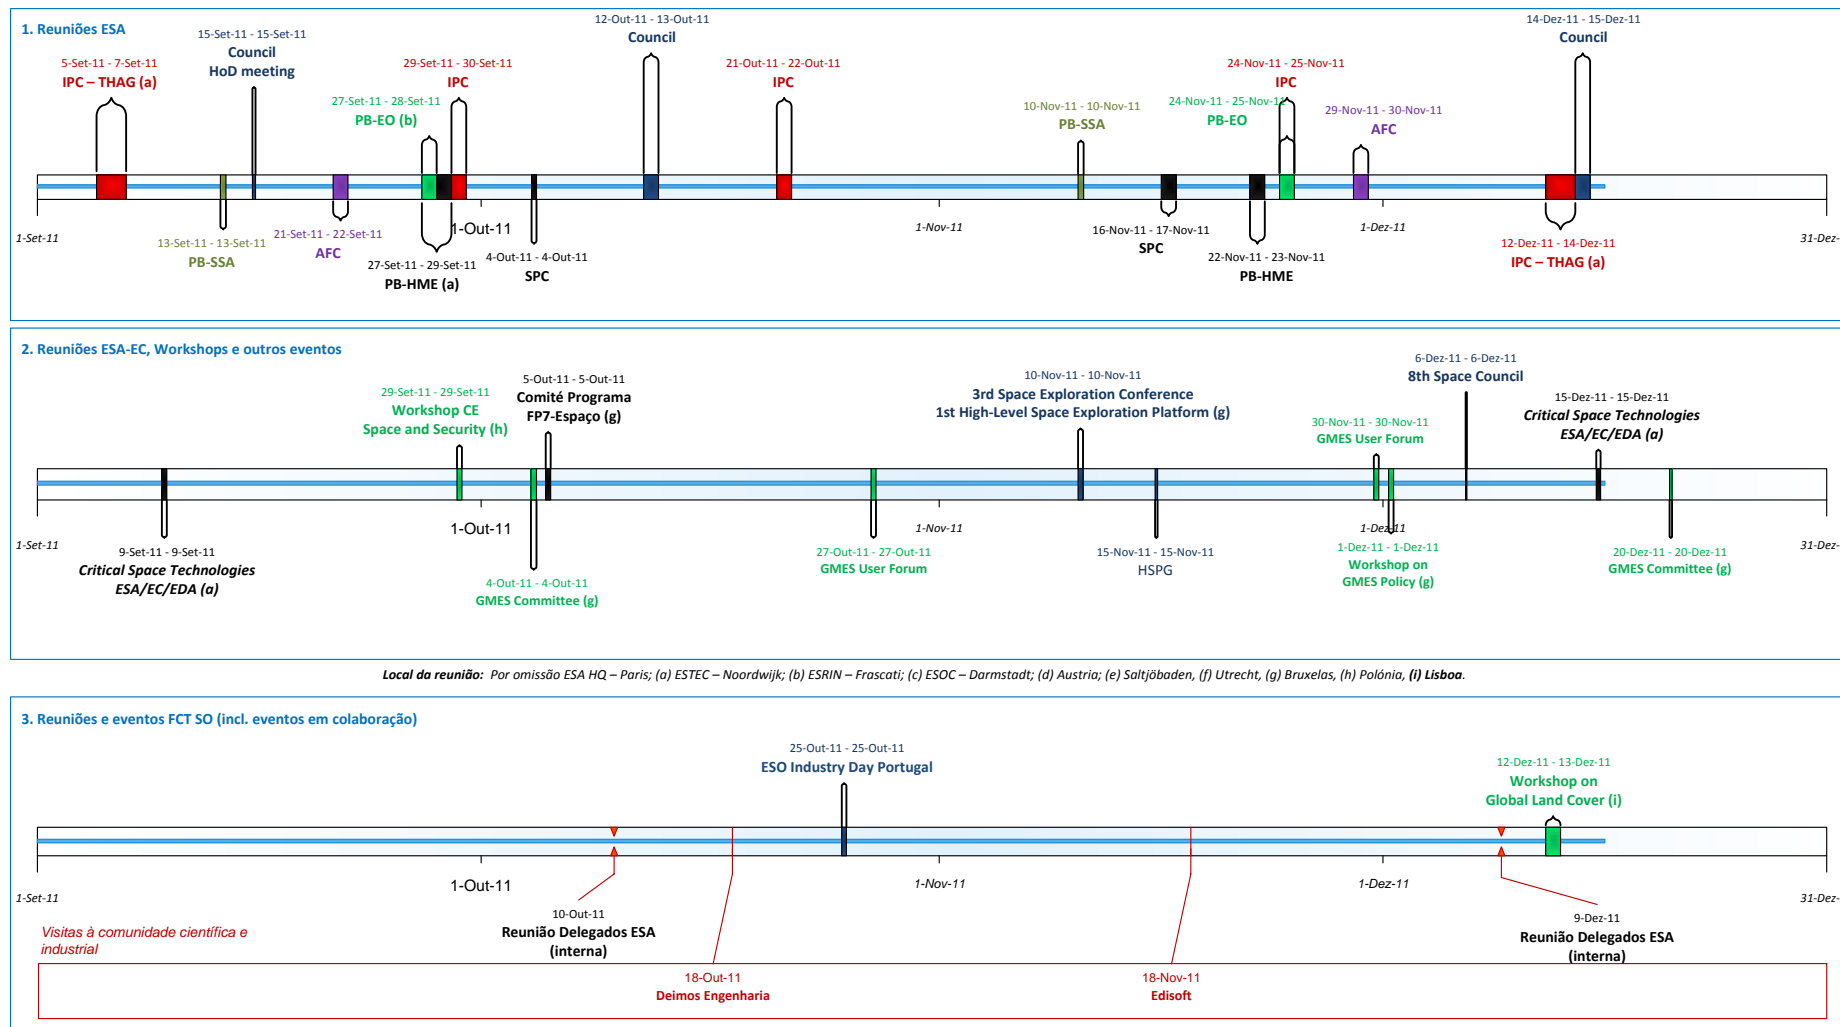 1. Reuniões ESA
5-Set-11 - 7-Set-11
IPC – THAG (a)
15-Set-11 - 15-Set-11
Council
HoD meeting
27-Set-11 - 28-Set-11
PB-EO (b)
29-Set-11 - 30-Set-11
IPC
12-Out-11 - 13-Out-11
Council
21-Out-11 - 22-Out-11
IPC
10-Nov-11 - 10-Nov-11
PB-SSA
24-Nov-11 - 25-Nov-11
IPC
24-Nov-11 - 25-Nov-11
PB-EO
29-Nov-11 - 30-Nov-11
AFC
14-Dez-11 - 15-Dez-11
Council
1-Set-11
1-Out-11
1-Nov-11
1-Dez-11
31-Dez-
13-Set-11 - 13-Set-11
PB-SSA
21-Set-11 - 22-Set-11
AFC
27-Set-11 - 29-Set-11
PB-HME (a)
4-Out-11 - 4-Out-11
SPC
16-Nov-11 - 17-Nov-11
SPC
22-Nov-11 - 23-Nov-11
PB-HME
12-Dez-11 - 14-Dez-11
IPC – THAG (a)
2. Reuniões ESA-EC, Workshops e outros eventos
29-Set-11 - 29-Set-11
Workshop CE
Space and Security (h)
5-Out-11 - 5-Out-11
Comité Programa
FP7-Espaço (g)
10-Nov-11 - 10-Nov-11
3rd Space Exploration Conference
1st High-Level Space Exploration Platform (g)
30-Nov-11 - 30-Nov-11
GMES User Forum
6-Dez-11 - 6-Dez-11
8th Space Council
15-Dez-11 - 15-Dez-11
Critical Space Technologies
ESA/EC/EDA (a)
1-Set-11
1-Out-11
1-Nov-11
1-Dez-11
31-Dez-
9-Set-11 - 9-Set-11
Critical Space Technologies
ESA/EC/EDA (a)
4-Out-11 - 4-Out-11
GMES Committee (g)
27-Out-11 - 27-Out-11
GMES User Forum
15-Nov-11 - 15-Nov-11
HSPG
1-Dez-11 - 1-Dez-11
Workshop on
GMES Policy (g)
20-Dez-11 - 20-Dez-11
GMES Committee (g)
Local da reunião: Por omissão ESA HQ – Paris; (a) ESTEC – Noordwijk; (b) ESRIN – Frascati; (c) ESOC – Darmstadt; (d) Austria; (e) Saltjöbaden, (f) Utrecht, (g) Bruxelas, (h) Polónia, (i) Lisboa.
3. Reuniões e eventos FCT SO (incl. eventos em colaboração)
25-Out-11 - 25-Out-11
ESO Industry Day Portugal
12-Dez-11 - 13-Dez-11
Workshop on
Global Land Cover (i)
1-Set-11
1-Out-11
1-Nov-11
1-Dez-11
31-Dez-
10-Out-11
Reunião Delegados ESA
(interna)
9-Dez-11
Reunião Delegados ESA
(interna)
Visitas à comunidade científica e
industrial
18-Out-11
Deimos Engenharia
18-Nov-11
Edisoft